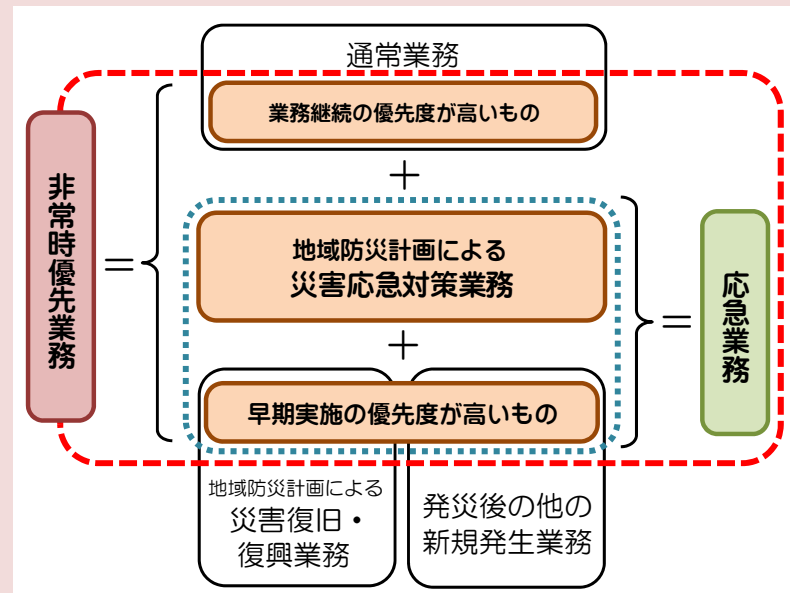 通常業務
業務継続の優先度が高いもの
+
非常時優先業務
=
地域防災計画による
災害応急対策業務
=
応急業務
+
早期実施の優先度が高いもの
地域防災計画による
災害復旧・
復興業務
発災後の他の
新規発生業務